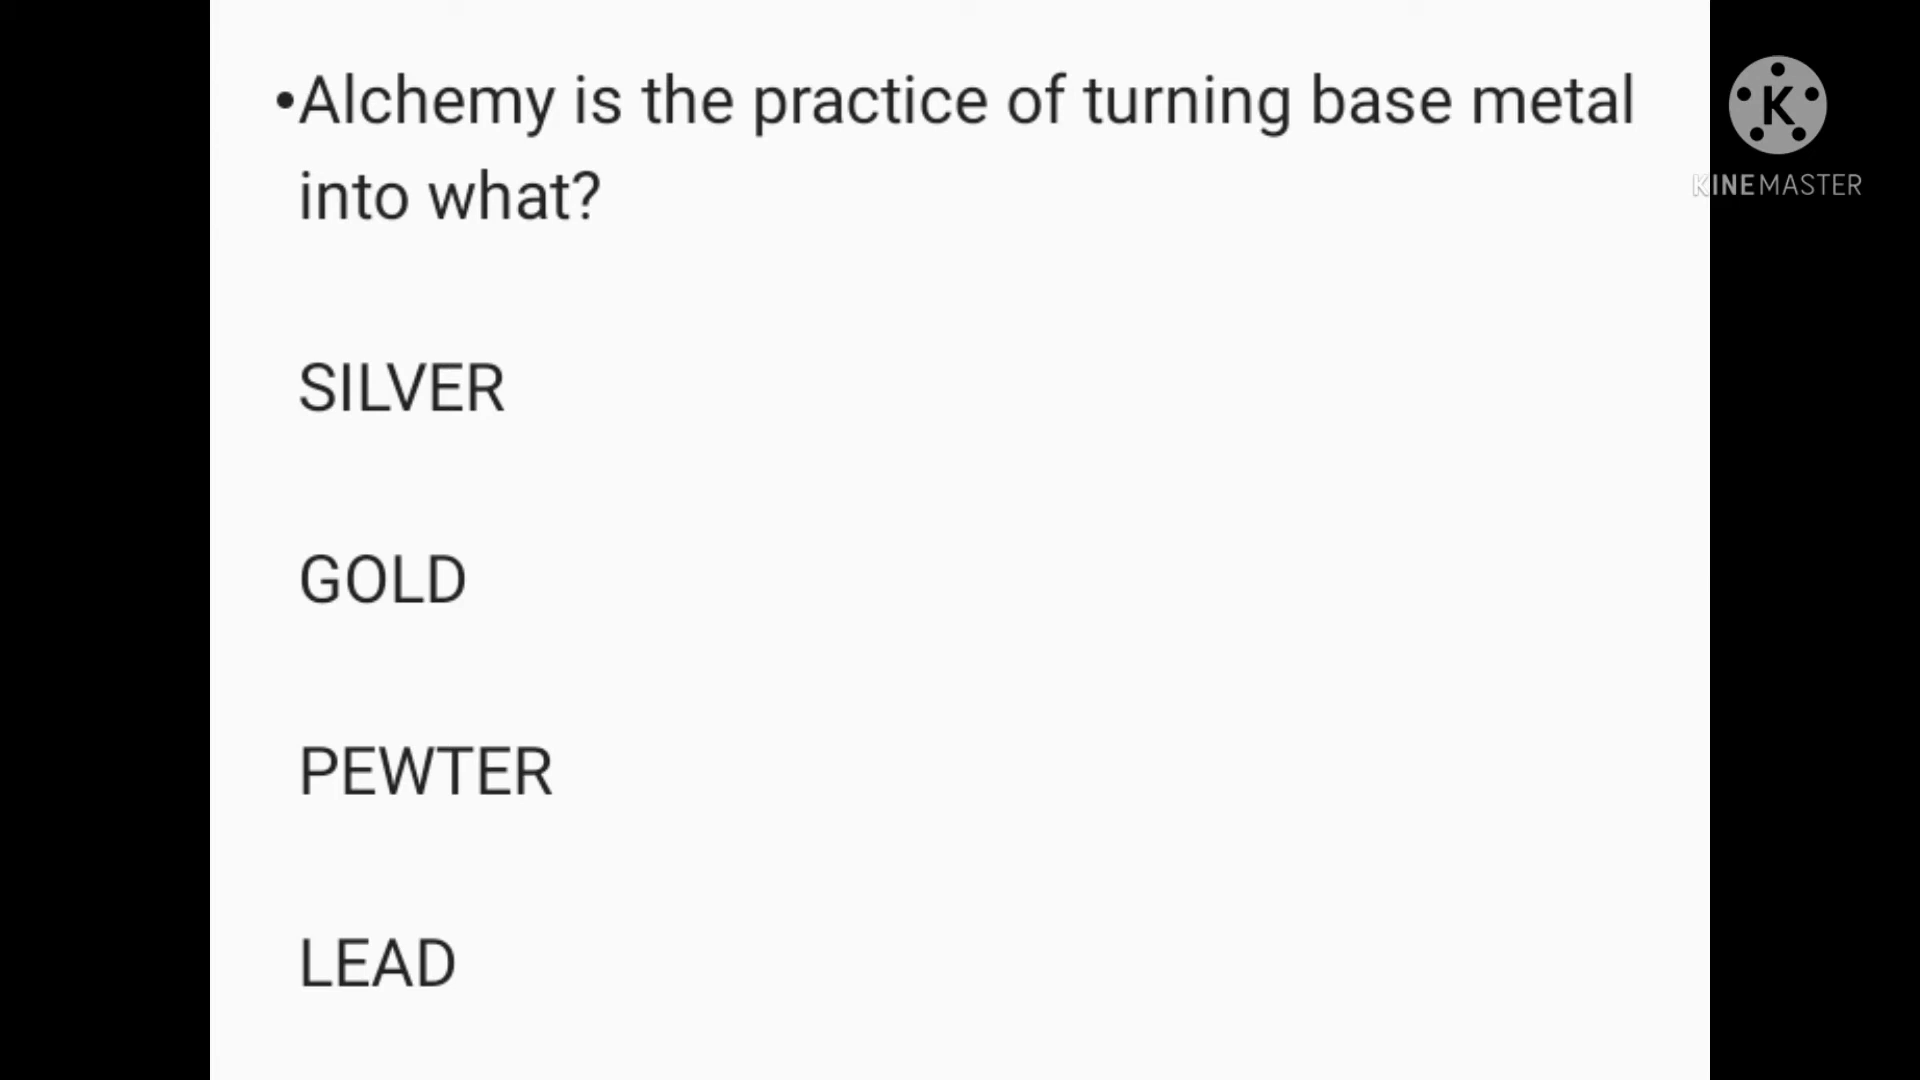 •Alchemy is the practice of turning base metal
into what?
SILVER
GOLD
PEWTER
LEAD
K
KINEMASTER